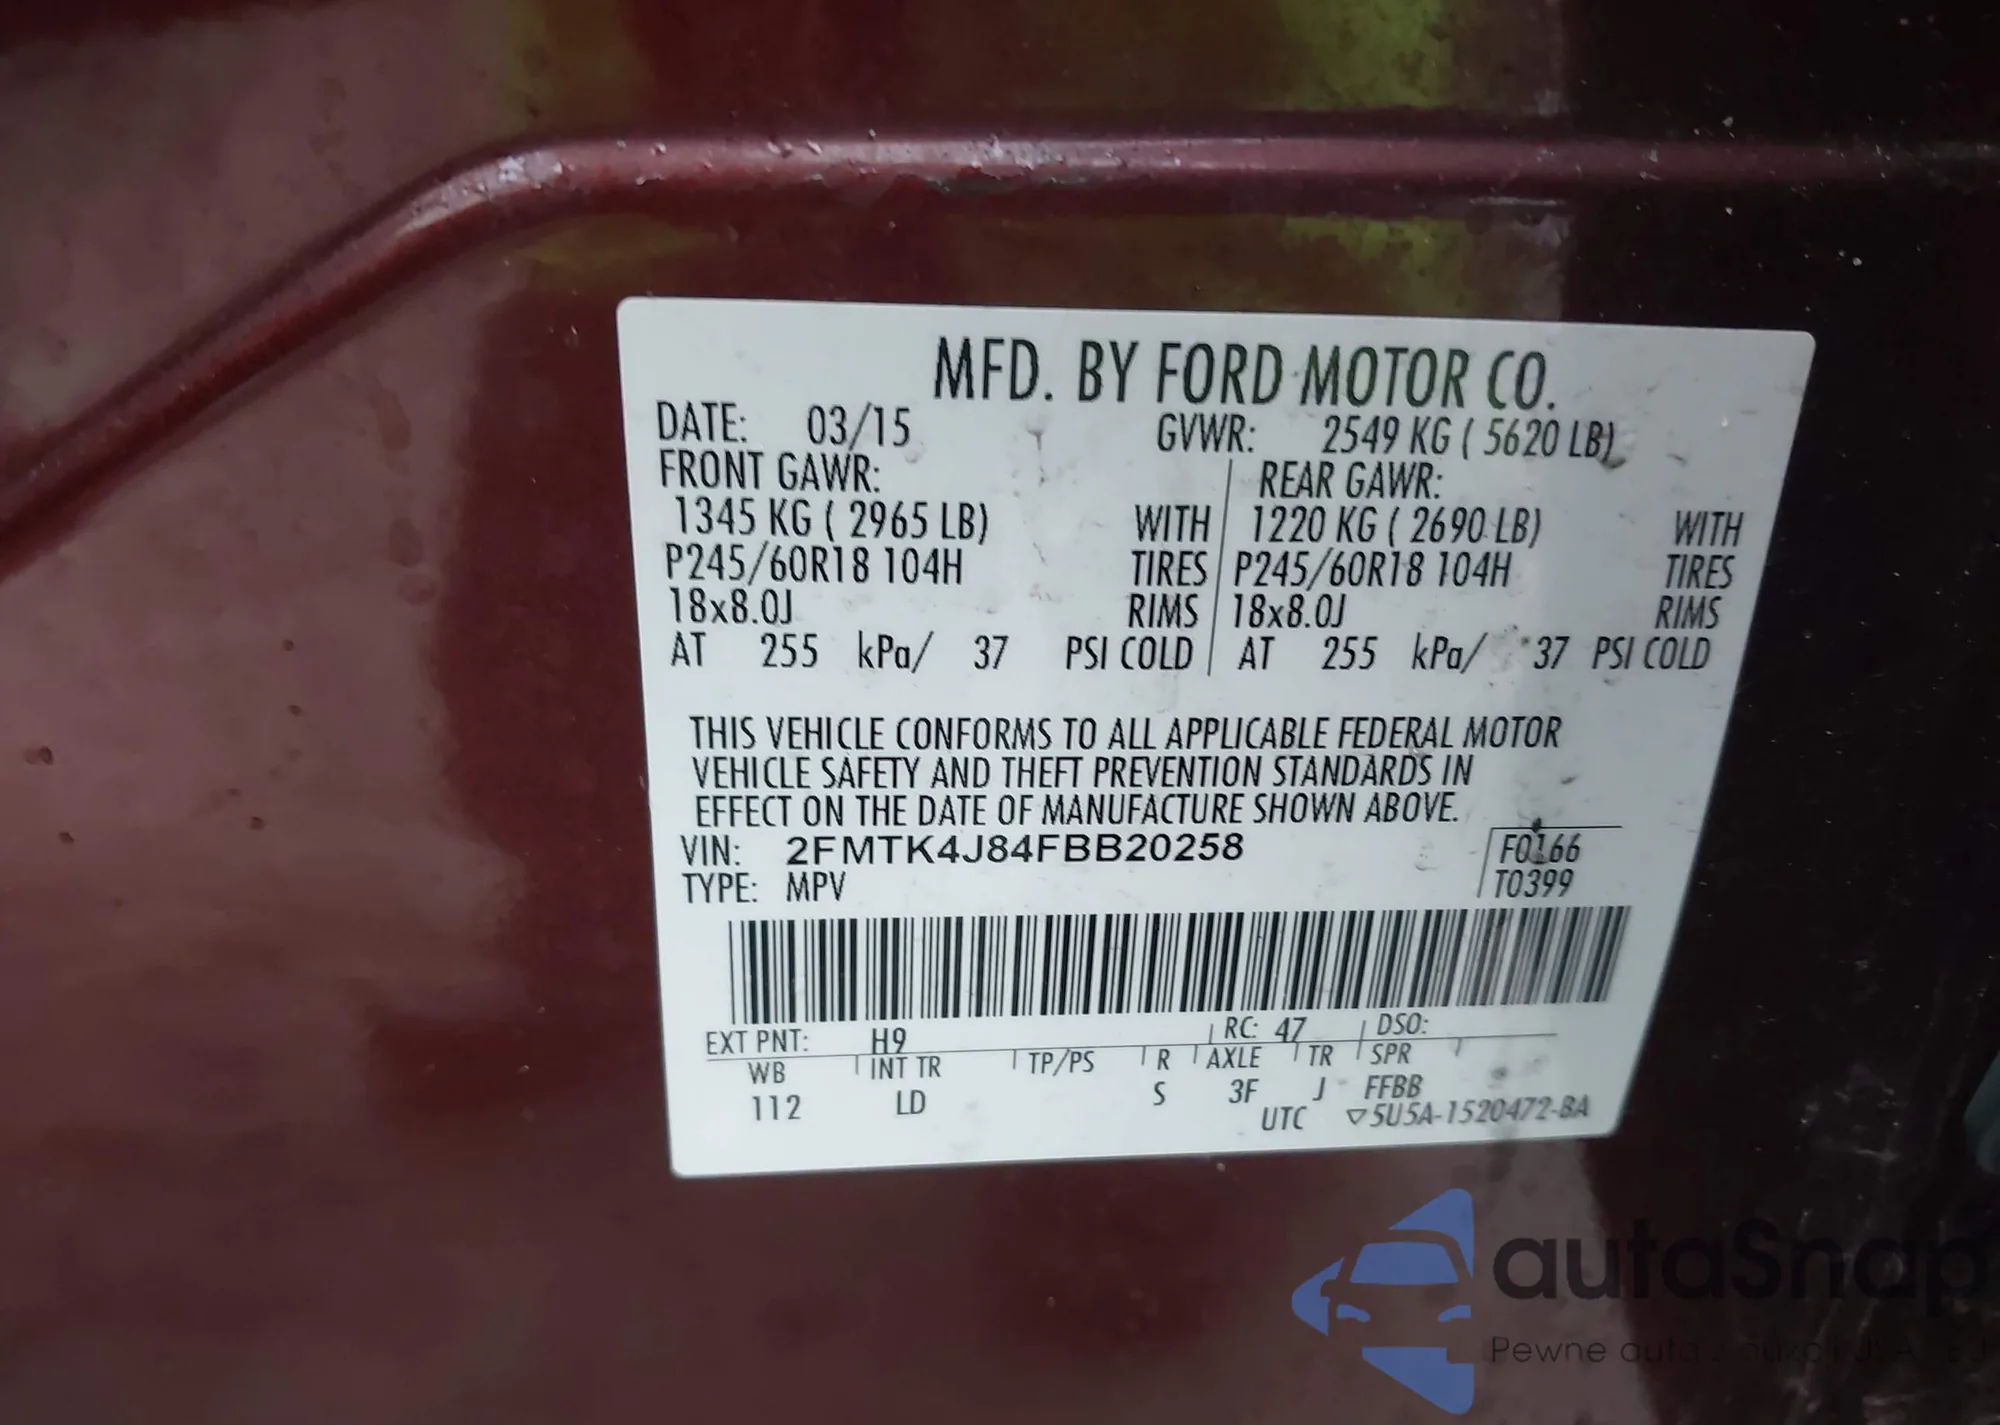 MFD. BY FORD MOTOR CO.
DATE: 03/15 GVWR: 2549 KG ( 5620 LB)
FRONT GAWR: REAR GAWR:
1345 KG ( 2965 LB) WITH 1220 KG ( 2690 LB) WITH
P245/60R18 104H TIRES P245/60R18 104H TIRES
18x8.0J RIMS 18x8.0J RIMS
AT 255 kPa/ 37 PSI COLD AT 255 kPa/ 37 PSI COLD
THIS VEHICLE CONFORMS TO ALL APPLICABLE FEDERAL MOTOR
VEHICLE SAFETY AND THEFT PREVENTION STANDARDS IN
EFFECT ON THE DATE OF MANUFACTURE SHOWN ABOVE.
VIN: 2FMTK4J84FBB20258 F0166
TYPE: MPV T0399
EXT PNT: H9 RC: 47 DSO:
WB INT TR TP/PS R AXLE TR SPR
112 LD S 3F J FFBB
UTC ▽5U5A-1520472-BA
autaSnap
Pewne auta